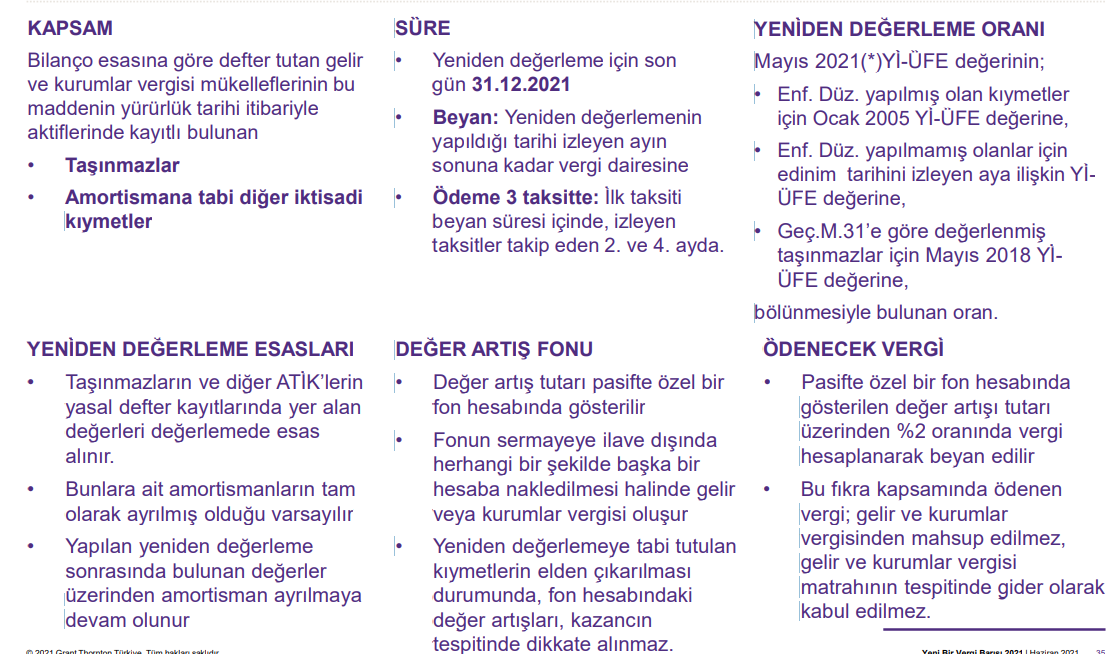 KAPSAM
Bilanço esasına göre defter tutan gelir
ve kurumlar vergisi mükelleflerinin bu
maddenin yürürlük tarihi itibariyle
aktiflerinde kayıtlı bulunan
• Taşınmazlar
• Amortismana tabi diğer iktisadi
kıymetler
SÜRE
• Yeniden değerleme için son
gün 31.12.2021
• Beyan: Yeniden değerlemenin
yapıldığı tarihi izleyen ayın
sonuna kadar vergi dairesine
• Ödeme 3 taksitte: İlk taksiti
beyan süresi içinde, izleyen
taksitler takip eden 2. ve 4. ayda.
YENİDEN DEĞERLEME ORANI
Mayıs 2021(*)Yİ-ÜFE değerinin;
• Enf. Düz. yapılmış olan kıymetler
için Ocak 2005 Yİ-ÜFE değerine,
• Enf. Düz. yapılmamış olanlar için
edinim tarihini izleyen aya ilişkin Yİ-
ÜFE değerine,
• Geç.M.31’e göre değerlenmiş
taşınmazlar için Mayıs 2018 Yİ-
ÜFE değerine,
bölünmesiyle bulunan oran.
YENİDEN DEĞERLEME ESASLARI
• Taşınmazların ve diğer ATİK’lerin
yasal defter kayıtlarında yer alan
değerleri değerlemede esas
alınır.
• Bunlara ait amortismanların tam
olarak ayrılmış olduğu varsayılır
• Yapılan yeniden değerleme
sonrasında bulunan değerler
üzerinden amortisman ayrılmaya
devam olunur
DEĞER ARTIŞ FONU
• Değer artış tutarı pasifte özel bir
fon hesabında gösterilir
• Fonun sermayeye ilave dışında
herhangi bir şekilde başka bir
hesaba nakledilmesi halinde gelir
veya kurumlar vergisi oluşur
• Yeniden değerlemeye tabi tutulan
kıymetlerin elden çıkarılması
durumunda, fon hesabındaki
değer artışları, kazancın
tespitinde dikkate alınmaz.
ÖDENECEK VERGİ
• Pasifte özel bir fon hesabında
gösterilen değer artışı tutarı
üzerinden %2 oranında vergi
hesaplanarak beyan edilir
• Bu fıkra kapsamında ödenen
vergi; gelir ve kurumlar
vergisinden mahsup edilmez,
gelir ve kurumlar vergisi
matrahının tespitinde gider olarak
kabul edilmez.
© 2021 Grant Thornton Türkiye. Tüm hakları saklıdır.
Yeni Bir Vergi Barışı 2021 | Haziran 2021 35